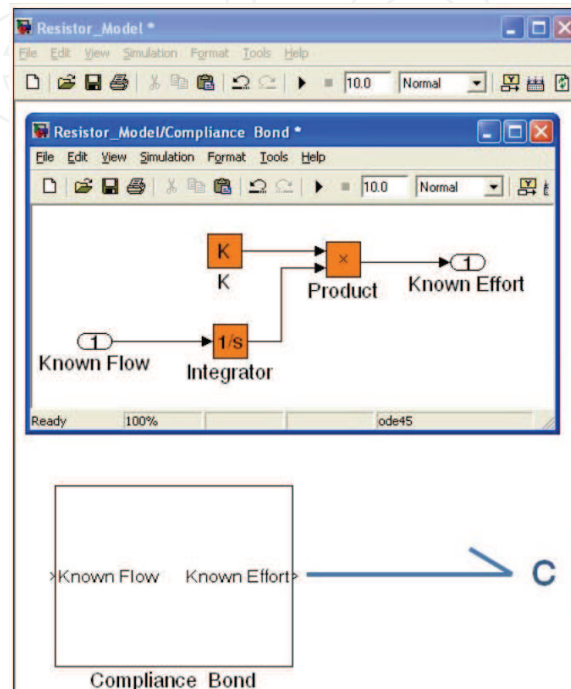 Resistor_Model *
File Edit View Simulation Format Tools Help
10.0 Normal
Resistor_Model/Compliance Bond *
File Edit View Simulation Format Tools Help
10.0 Normal
K
K
×
Product
1
Known Effort
1
Known Flow
1/s
Integrator
Ready 100% ode45
>Known Flow Known Effort>
C
Compliance Bond